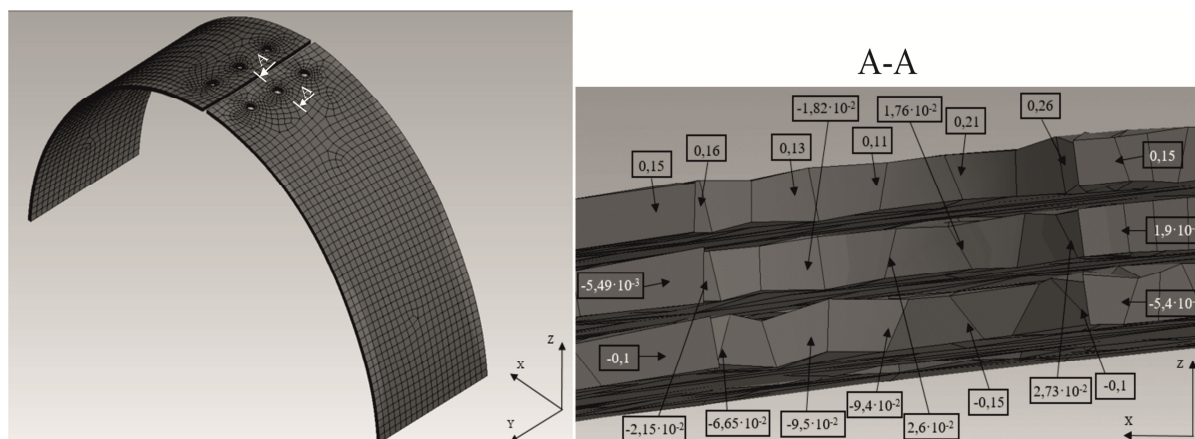 A
A
z
x
Y
A-A
-1,82·10-2
1,76·10-2
0,21
0,26
0,15
0,16
0,13
0,11
0,15
1,9·10-
-5,49·10-3
-5,4·10-
-0,1
-2,15·10-2
-6,65·10-2
-9,5·10-2
-9,4·10-2
2,6·10-2
-0,15
2,73·10-2
-0,1
z
x